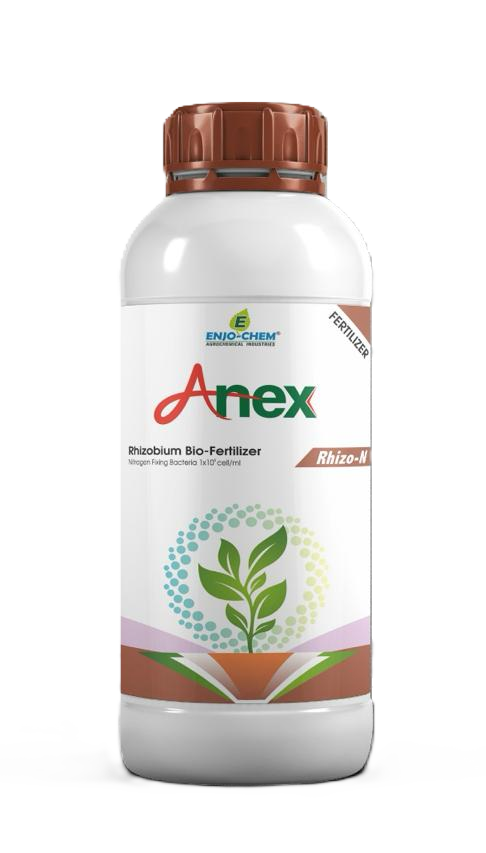 E
ENJO-CHEM®
AGROCHEMICAL INDUSTRIES
FERTILIZER
Anex
Rhizobium Bio-Fertilizer
Nitrogen Fixing Bacteria 1x10⁹ cell/ml
Rhizo-N